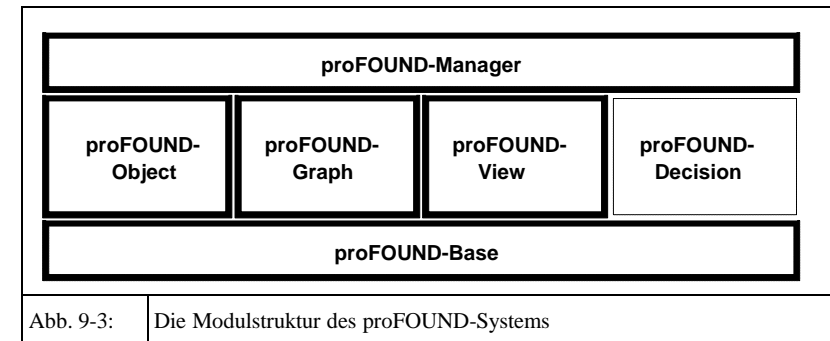 proFOUND-Manager
proFOUND-
Object
proFOUND-
Graph
proFOUND-
View
proFOUND-
Decision
proFOUND-Base
Abb. 9-3: Die Modulstruktur des proFOUND-Systems